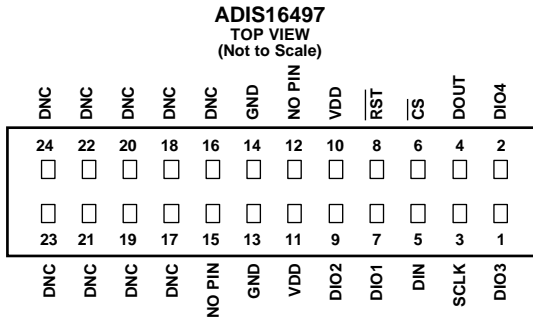 ADIS16497
TOP VIEW
(Not to Scale)
DNC DNC DNC DNC DNC GND NO PIN VDD RST CS DOUT DIO4
24 22 20 18 16 14 12 10 8 6 4 2
23 21 19 17 15 13 11 9 7 5 3 1
DNC DNC DNC DNC NO PIN GND VDD DIO2 DIO1 DIN SCLK DIO3